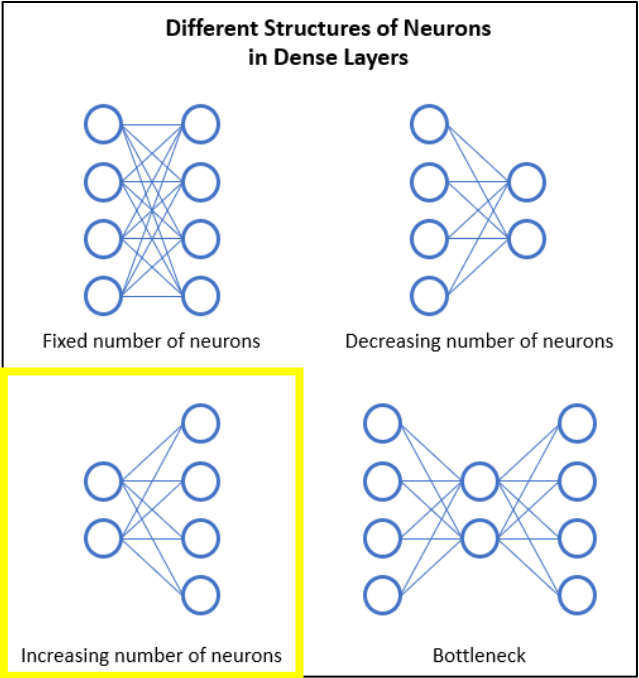 Different Structures of Neurons
in Dense Layers
Fixed number of neurons
Decreasing number of neurons
Increasing number of neurons
Bottleneck